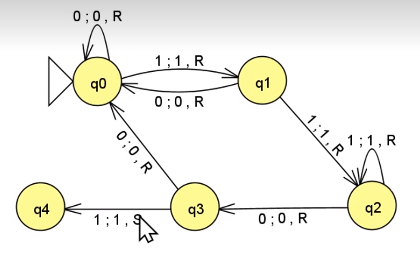 0 ; 0 , R
q0
1 ; 1 , R
q1
0 ; 0 , R
1 ; 1 , R
1 ; 1 , R
0 ; 0 , R
q4
q3
q2
1 ; 1 , S
0 ; 0 , R